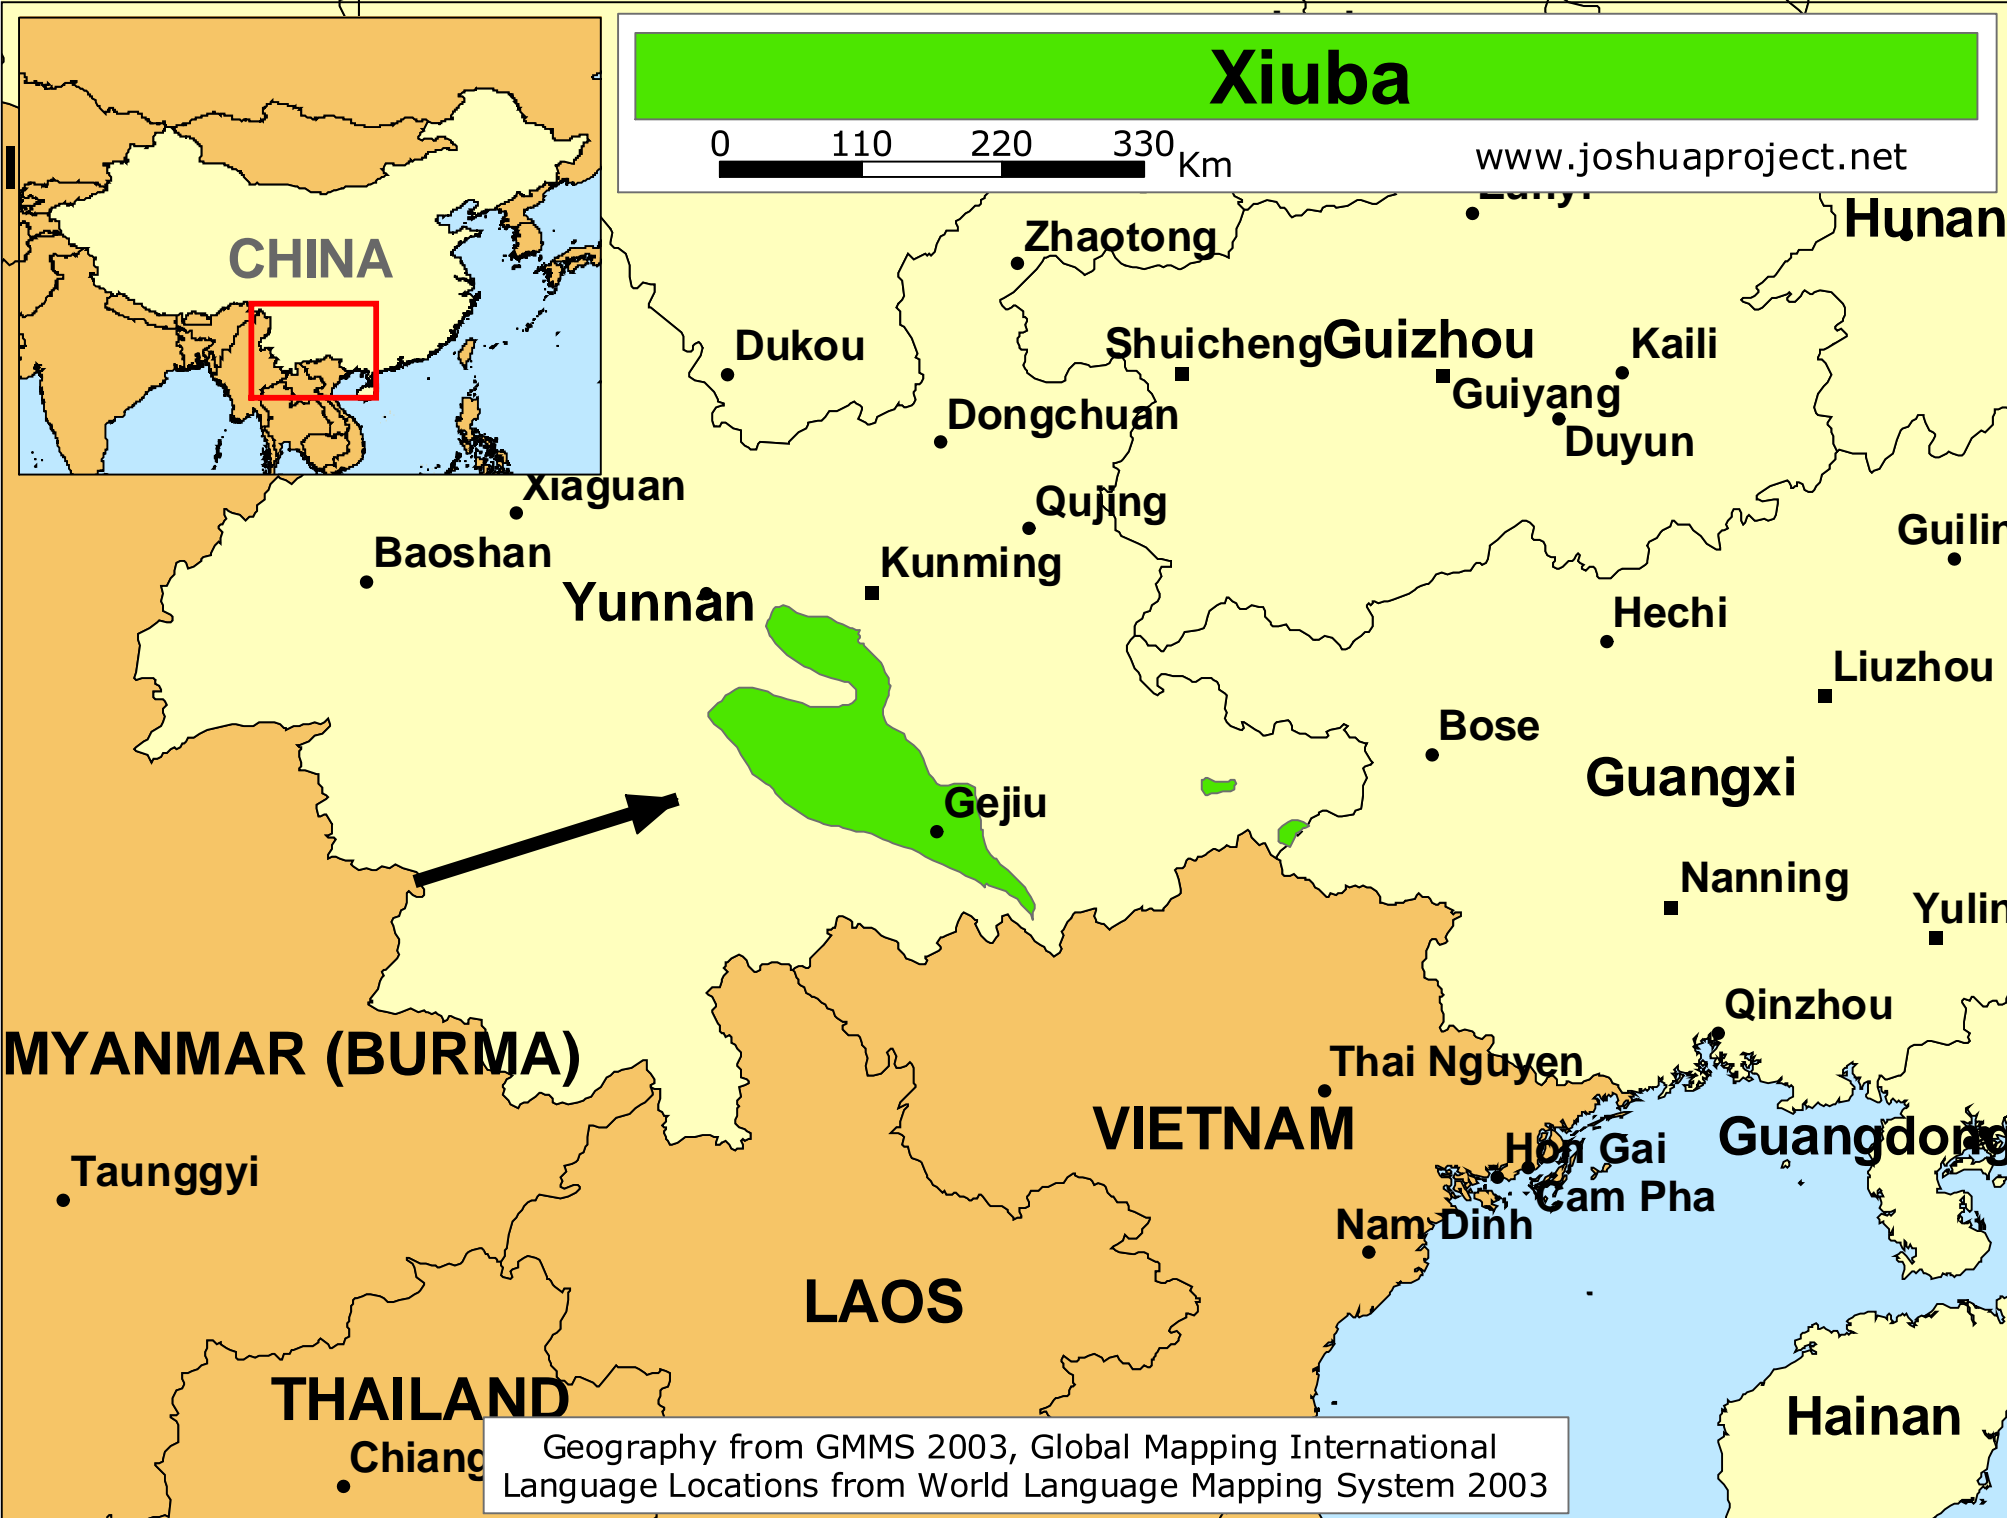 Xiuba
0 110 220 330 Km
www.joshuaproject.net
CHINA
Hunan
Zhaotong
Dukou
Shuicheng
Guizhou
Kaili
Guiyang
Dongchuan
Duyun
Xiaguan
Qujing
Guilin
Baoshan
Kunming
Yunnan
Hechi
Liuzhou
Bose
Guangxi
Gejiu
Nanning
Yulin
Qinzhou
MYANMAR (BURMA)
Thai Nguyen
VIETNAM
Guangdong
Hon Gai
Taunggyi
Cam Pha
Nam Dinh
LAOS
THAILAND
Hainan
Chiang
Geography from GMMS 2003, Global Mapping International
Language Locations from World Language Mapping System 2003